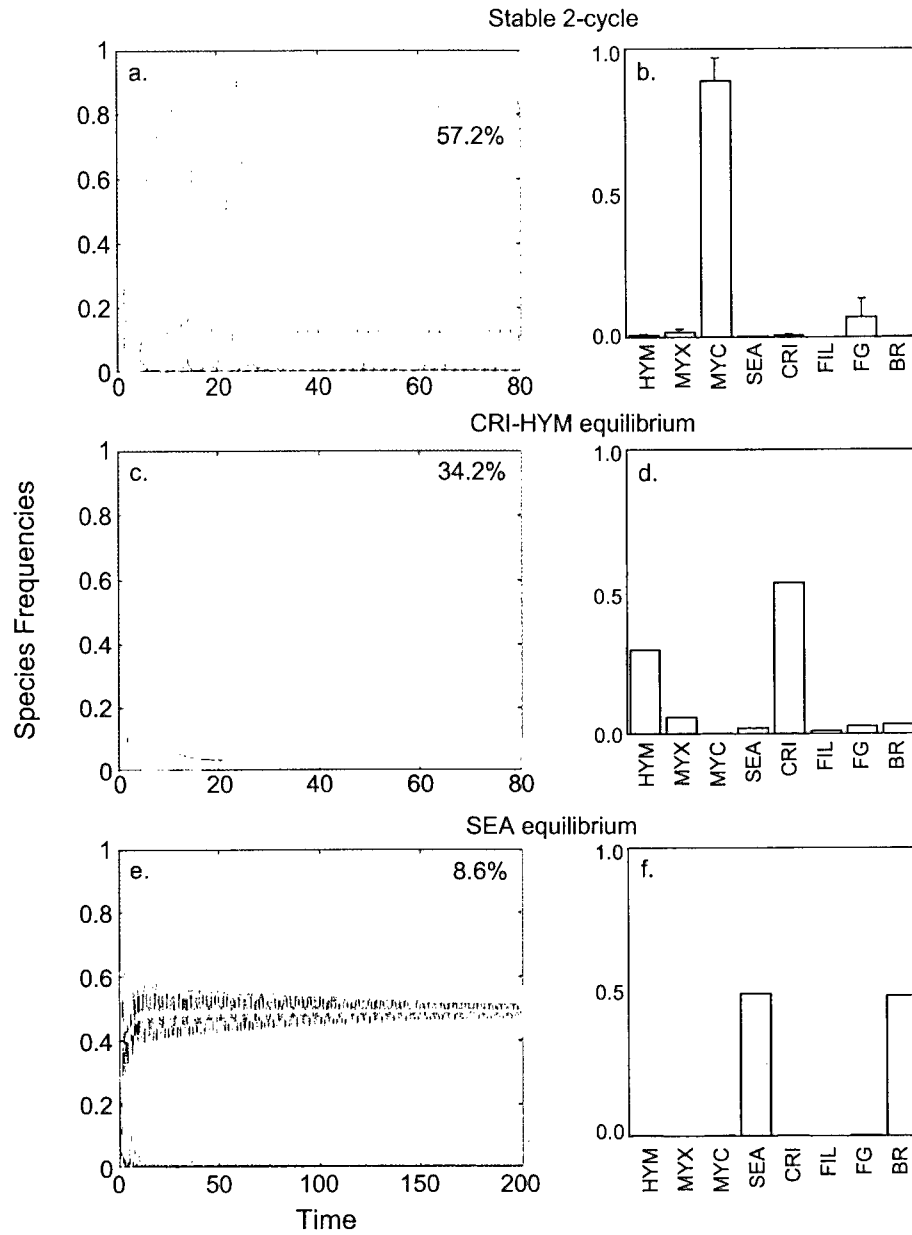 Stable 2-cycle
a.
57.2%
1
0.8
0.6
0.4
0.2
0
0 20 40 60 80
b.
1.0
0.5
0.0
HYM MYX MYC SEA CRI FIL FG BR
CRI-HYM equilibrium
c.
34.2%
1
0.8
0.6
0.4
0.2
0
0 20 40 60 80
d.
1.0
0.5
0.0
HYM MYX MYC SEA CRI FIL FG BR
Species Frequencies
SEA equilibrium
e.
8.6%
1
0.8
0.6
0.4
0.2
0
0 50 100 150 200
Time
f.
1.0
0.5
0.0
HYM MYX MYC SEA CRI FIL FG BR